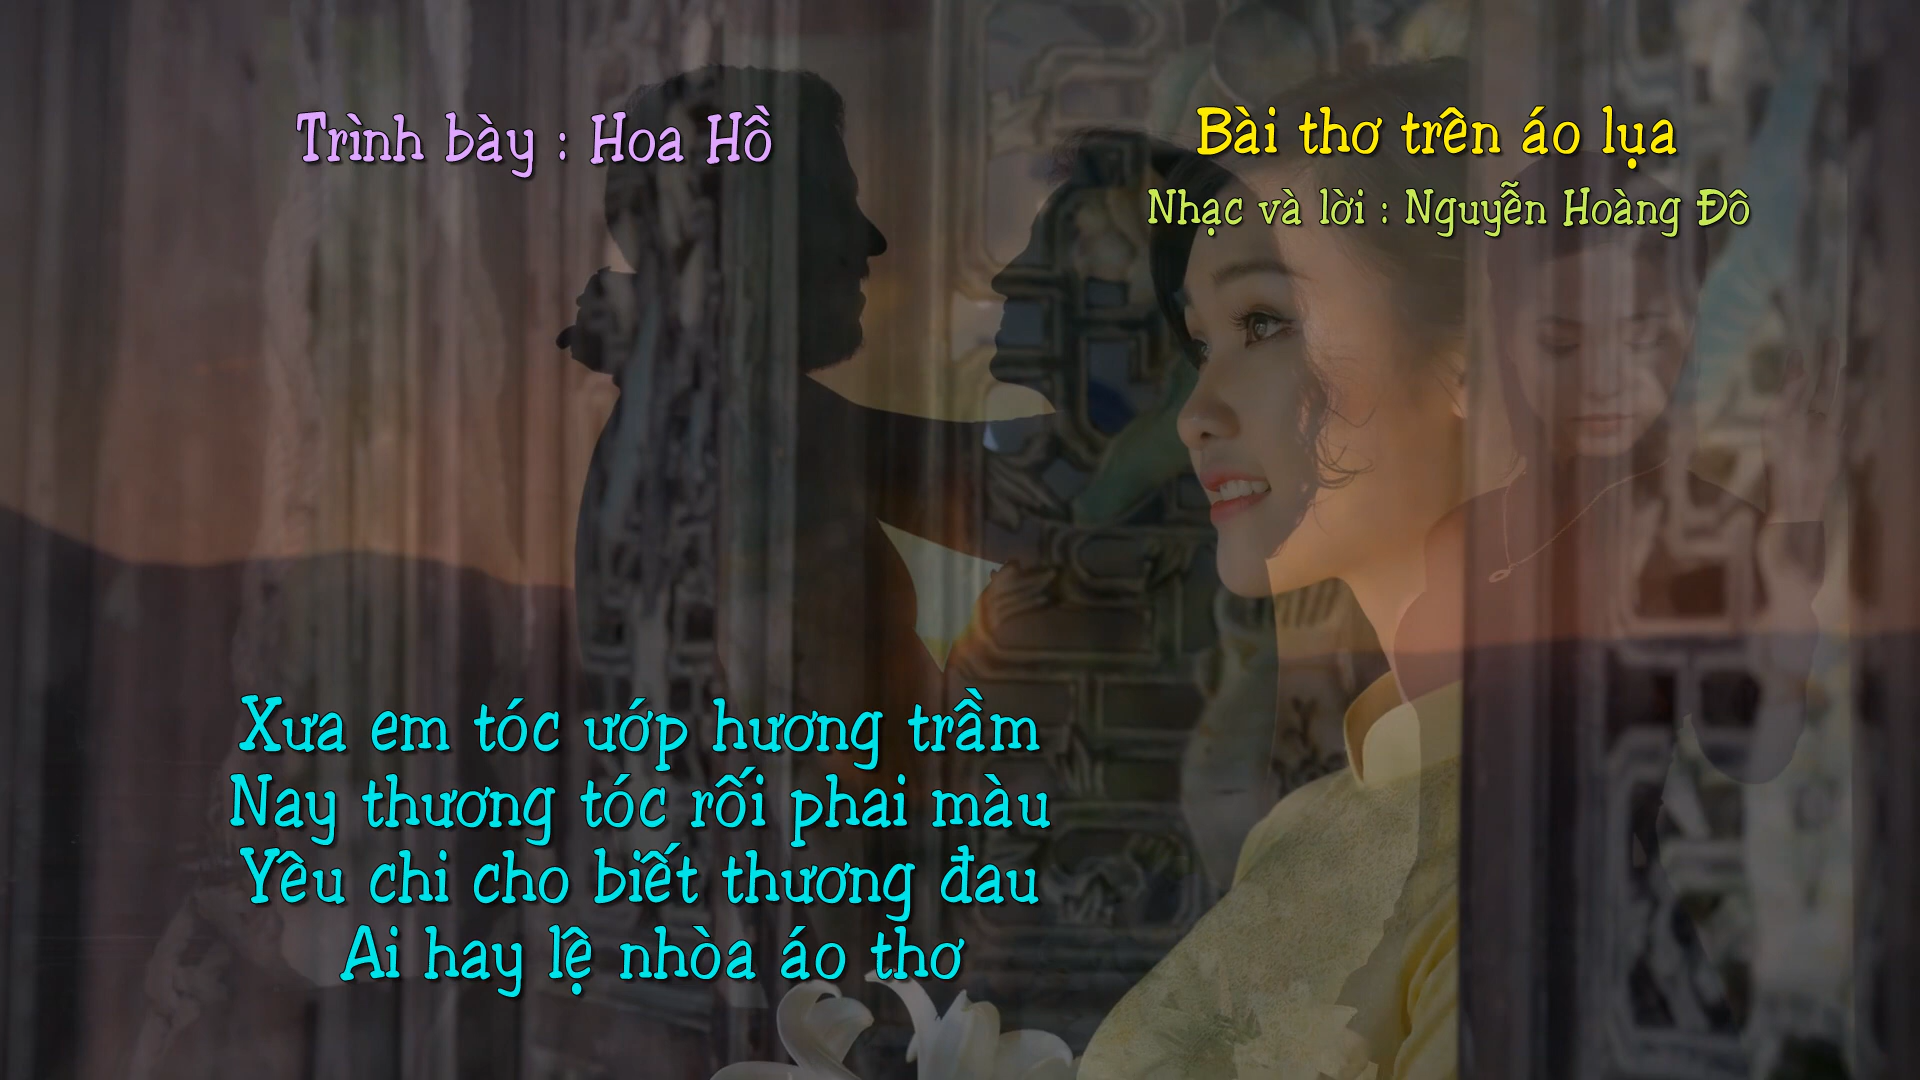 Trình bày : Hoa Hồ
Bài thơ trên áo lụa
Nhạc và lời : Nguyễn Hoàng Đô
Xưa em tóc ướp hương trầm
Nay thương tóc rối phai màu
Yêu chi cho biết thương đau
Ai hay lệ nhòa áo thơ